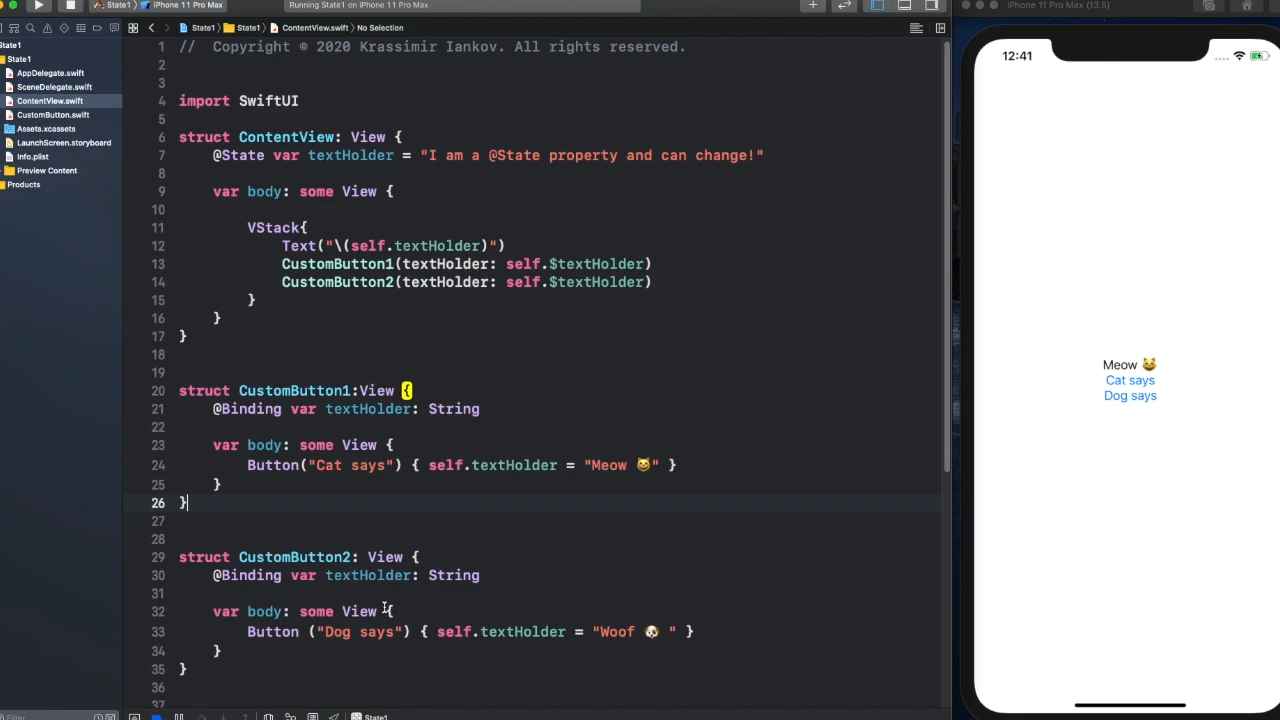 State1 › iPhone 11 Pro Max
Running State1 on iPhone 11 Pro Max
iPhone 11 Pro Max (13.5)
State1 › State1 › ContentView.swift › No Selection
State1
State1
AppDelegate.swift
SceneDelegate.swift
ContentView.swift
CustomButton.swift
Assets.xcassets
LaunchScreen.storyboard
Info.plist
Preview Content
Products
Filter
1 // Copyright © 2020 Krassimir Iankov. All rights reserved.
2
3
4 import SwiftUI
5
6 struct ContentView: View {
7 @State var textHolder = "I am a @State property and can change!"
8
9 var body: some View {
10
11 VStack{
12 Text("\(self.textHolder)")
13 CustomButton1(textHolder: self.$textHolder)
14 CustomButton2(textHolder: self.$textHolder)
15 }
16 }
17 }
18
19
20 struct CustomButton1:View {
21 @Binding var textHolder: String
22
23 var body: some View {
24 Button("Cat says") { self.textHolder = "Meow 😺" }
25 }
26 }
27
28
29 struct CustomButton2: View {
30 @Binding var textHolder: String
31
32 var body: some View {
33 Button ("Dog says") { self.textHolder = "Woof 🐶 " }
34 }
35 }
36
37
State1
12:41
Meow 😺
Cat says
Dog says